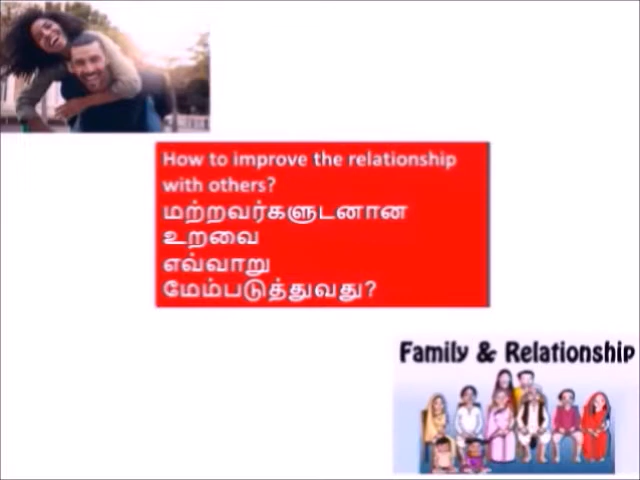 How to improve the relationship
with others?
மற்றவர்களுடனான
உறவை
எவ்வாறு
மேம்படுத்துவது?
Family & Relationship